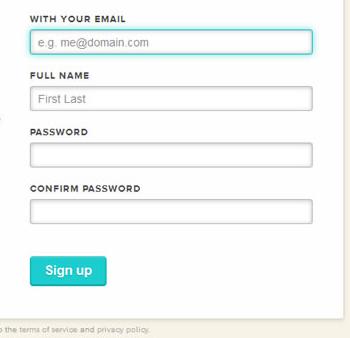 WITH YOUR EMAIL
e.g. me@domain.com
FULL NAME
First Last
PASSWORD
CONFIRM PASSWORD
Sign up
the terms of service and privacy policy.